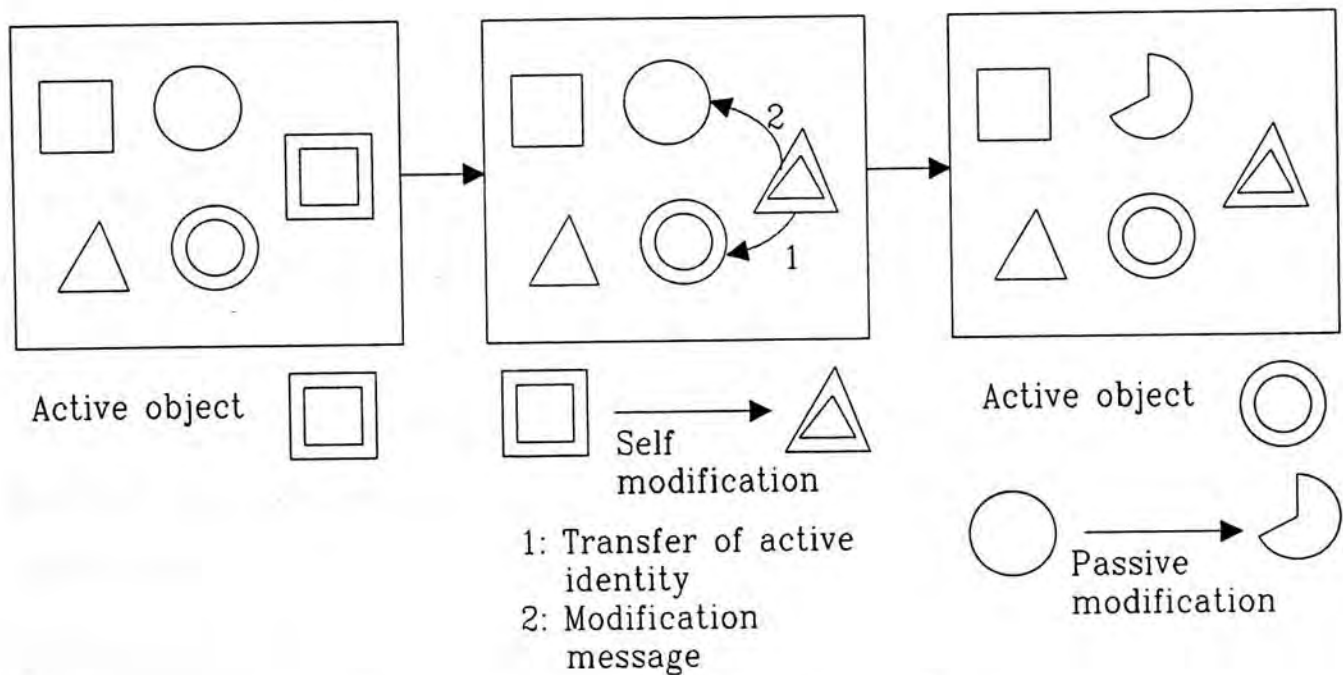 2
1
Active object
Self
modification
1: Transfer of active
identity
2: Modification
message
Active object
Passive
modification